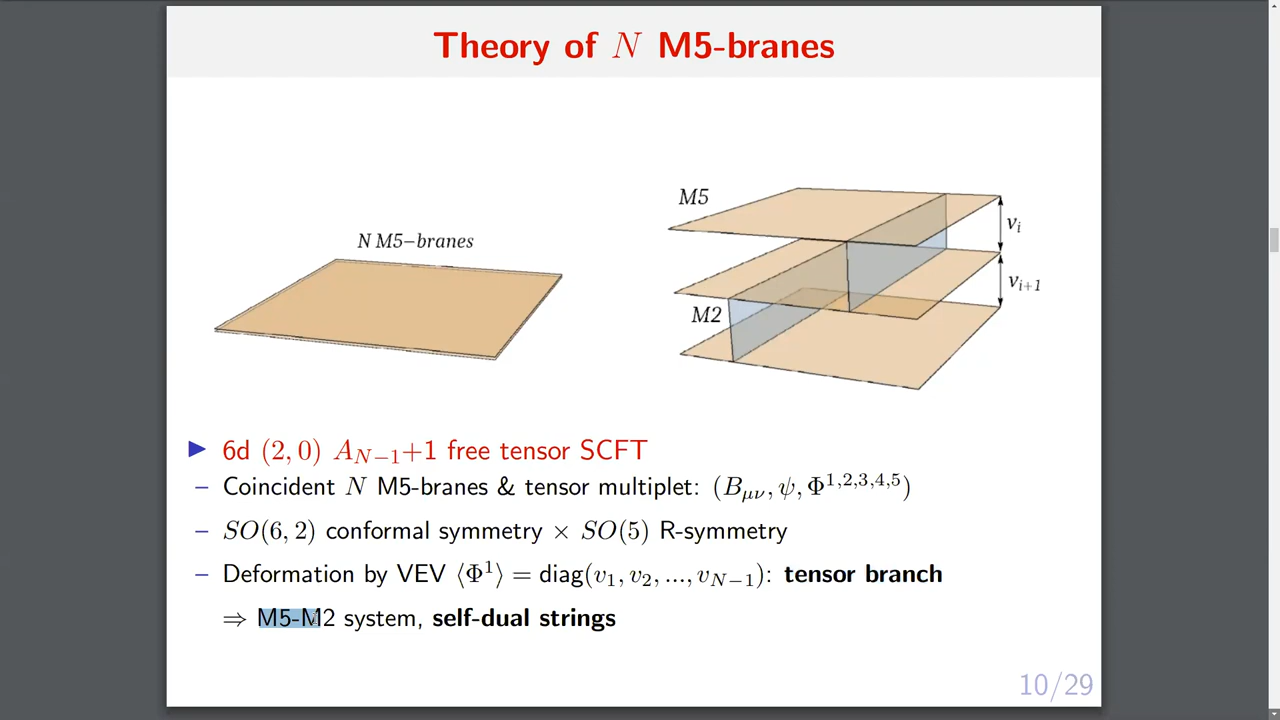 Theory of N M5-branes
N M5−branes
M5
M2
v_i
v_{i+1}
▶ 6d (2, 0) A_{N−1}+1 free tensor SCFT
– Coincident N M5-branes & tensor multiplet: (B_{μν}, ψ, Φ^{1,2,3,4,5})
– SO(6, 2) conformal symmetry × SO(5) R-symmetry
– Deformation by VEV ⟨Φ^1⟩ = diag(v_1, v_2, ..., v_{N−1}): tensor branch
⇒ M5-M2 system, self-dual strings
10/29